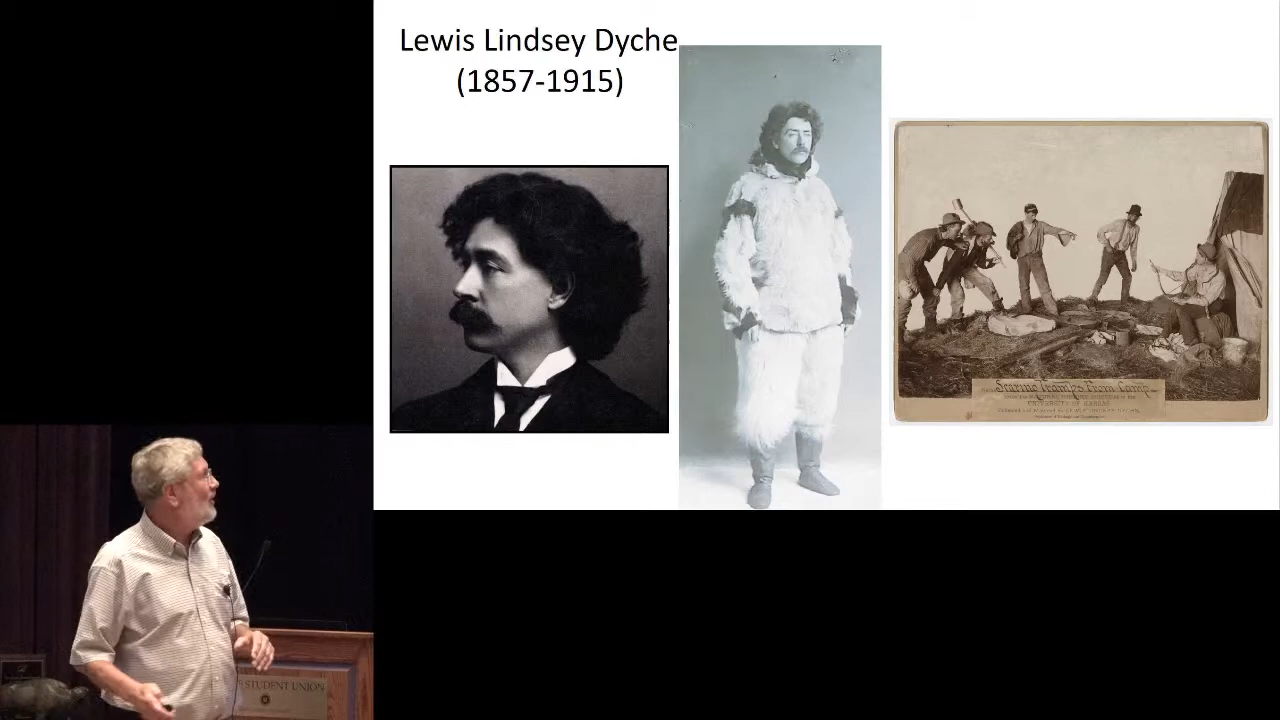 Lewis Lindsey Dyche
(1857-1915)
Scaring Tramps From Camp
UNIVERSITY OF KANSAS
STUDENT UNION